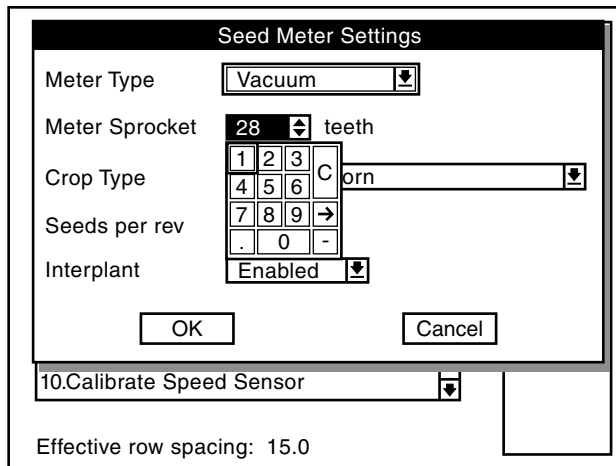 Seed Meter Settings
Meter Type Vacuum
Meter Sprocket 28 teeth
1 2 3 C
Crop Type orn
4 5 6
7 8 9 →
Seeds per rev
. 0 -
Interplant Enabled
OK Cancel
10.Calibrate Speed Sensor
Effective row spacing: 15.0